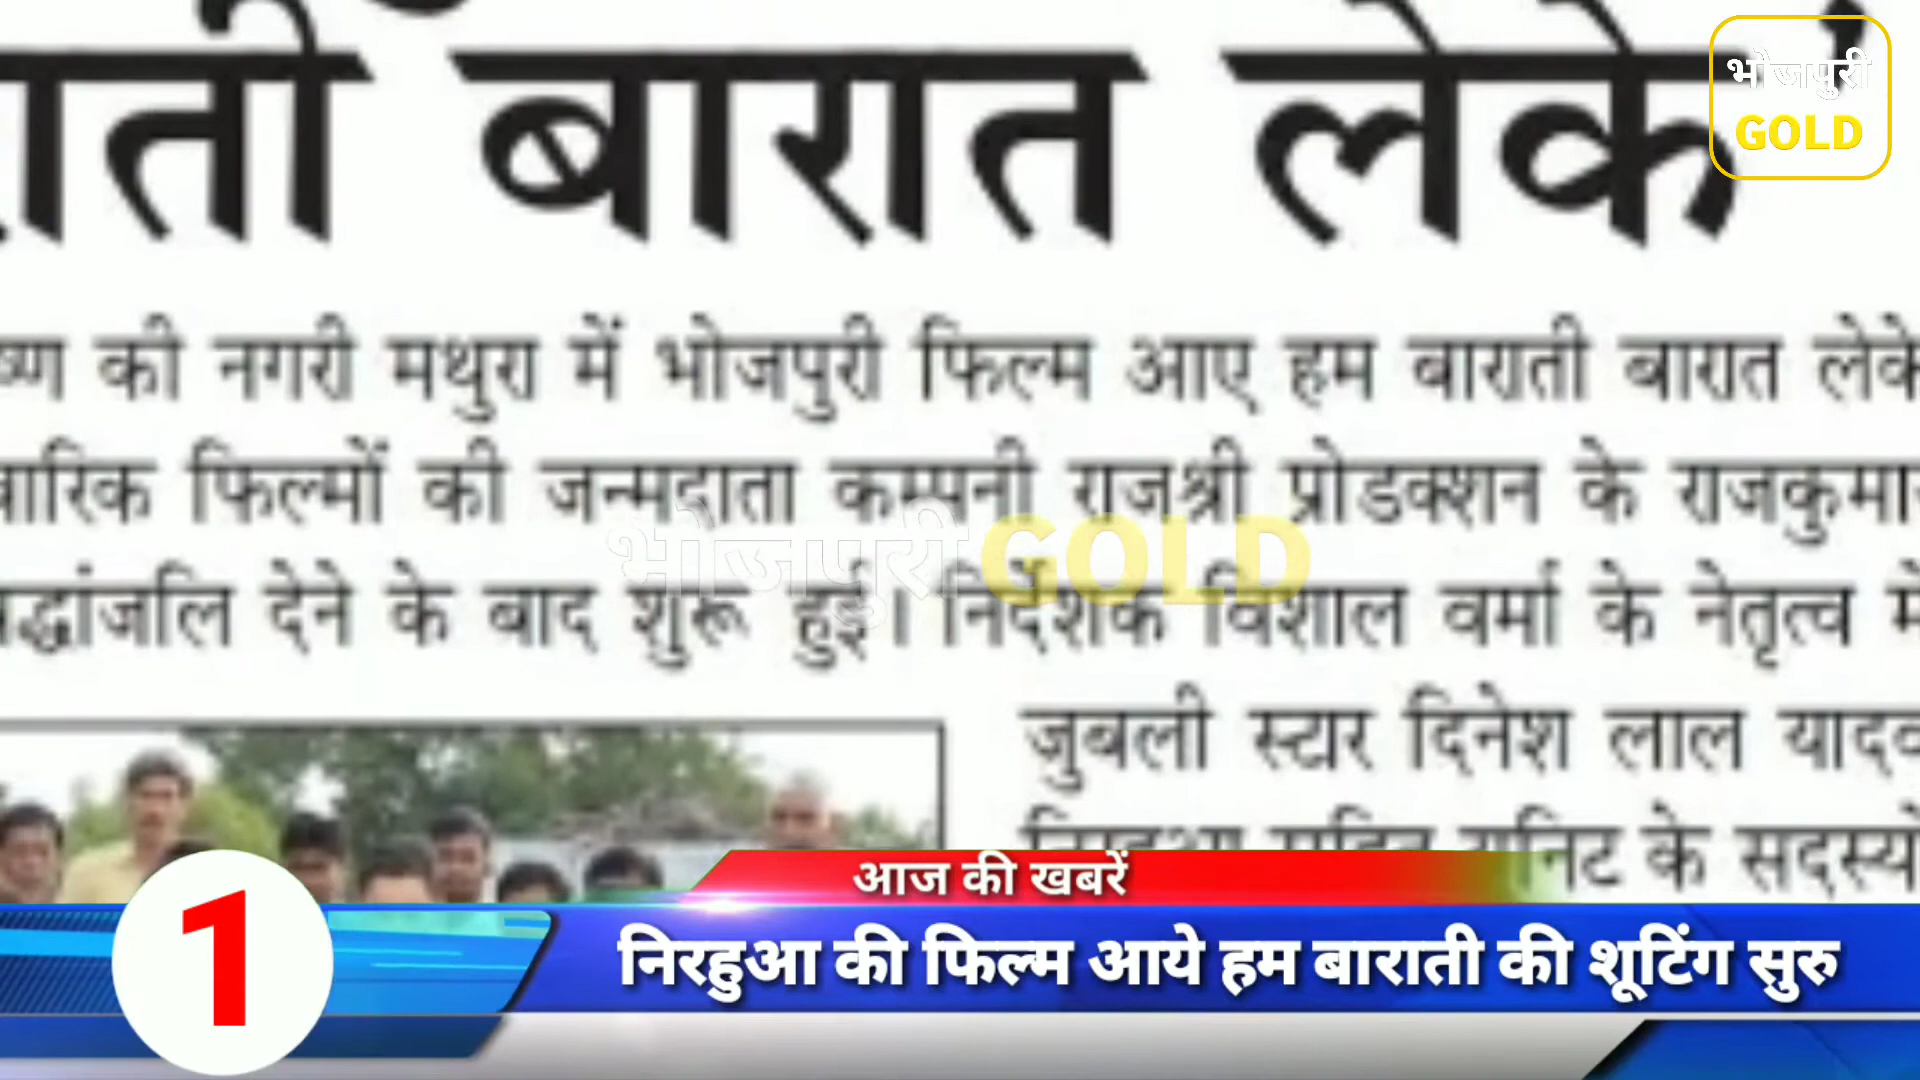 ाती बारात लेके'
भोजपुरी
GOLD
ष्ण की नगरी मथुरा में भोजपुरी फिल्म आए हम बाराती बारात लेके
वारिक फिल्मों की जन्मदाता कम्पनी राजश्री प्रोडक्शन के राजकुमार
भोजपुरी GOLD
द्धांजलि देने के बाद शुरू हुई। निर्देशक विशाल वर्मा के नेतृत्व में
जुबली स्टार दिनेश लाल यादव
यूनिट के सदस्यो
आज की खबरें
1
निरहुआ की फिल्म आये हम बाराती की शूटिंग सुरु